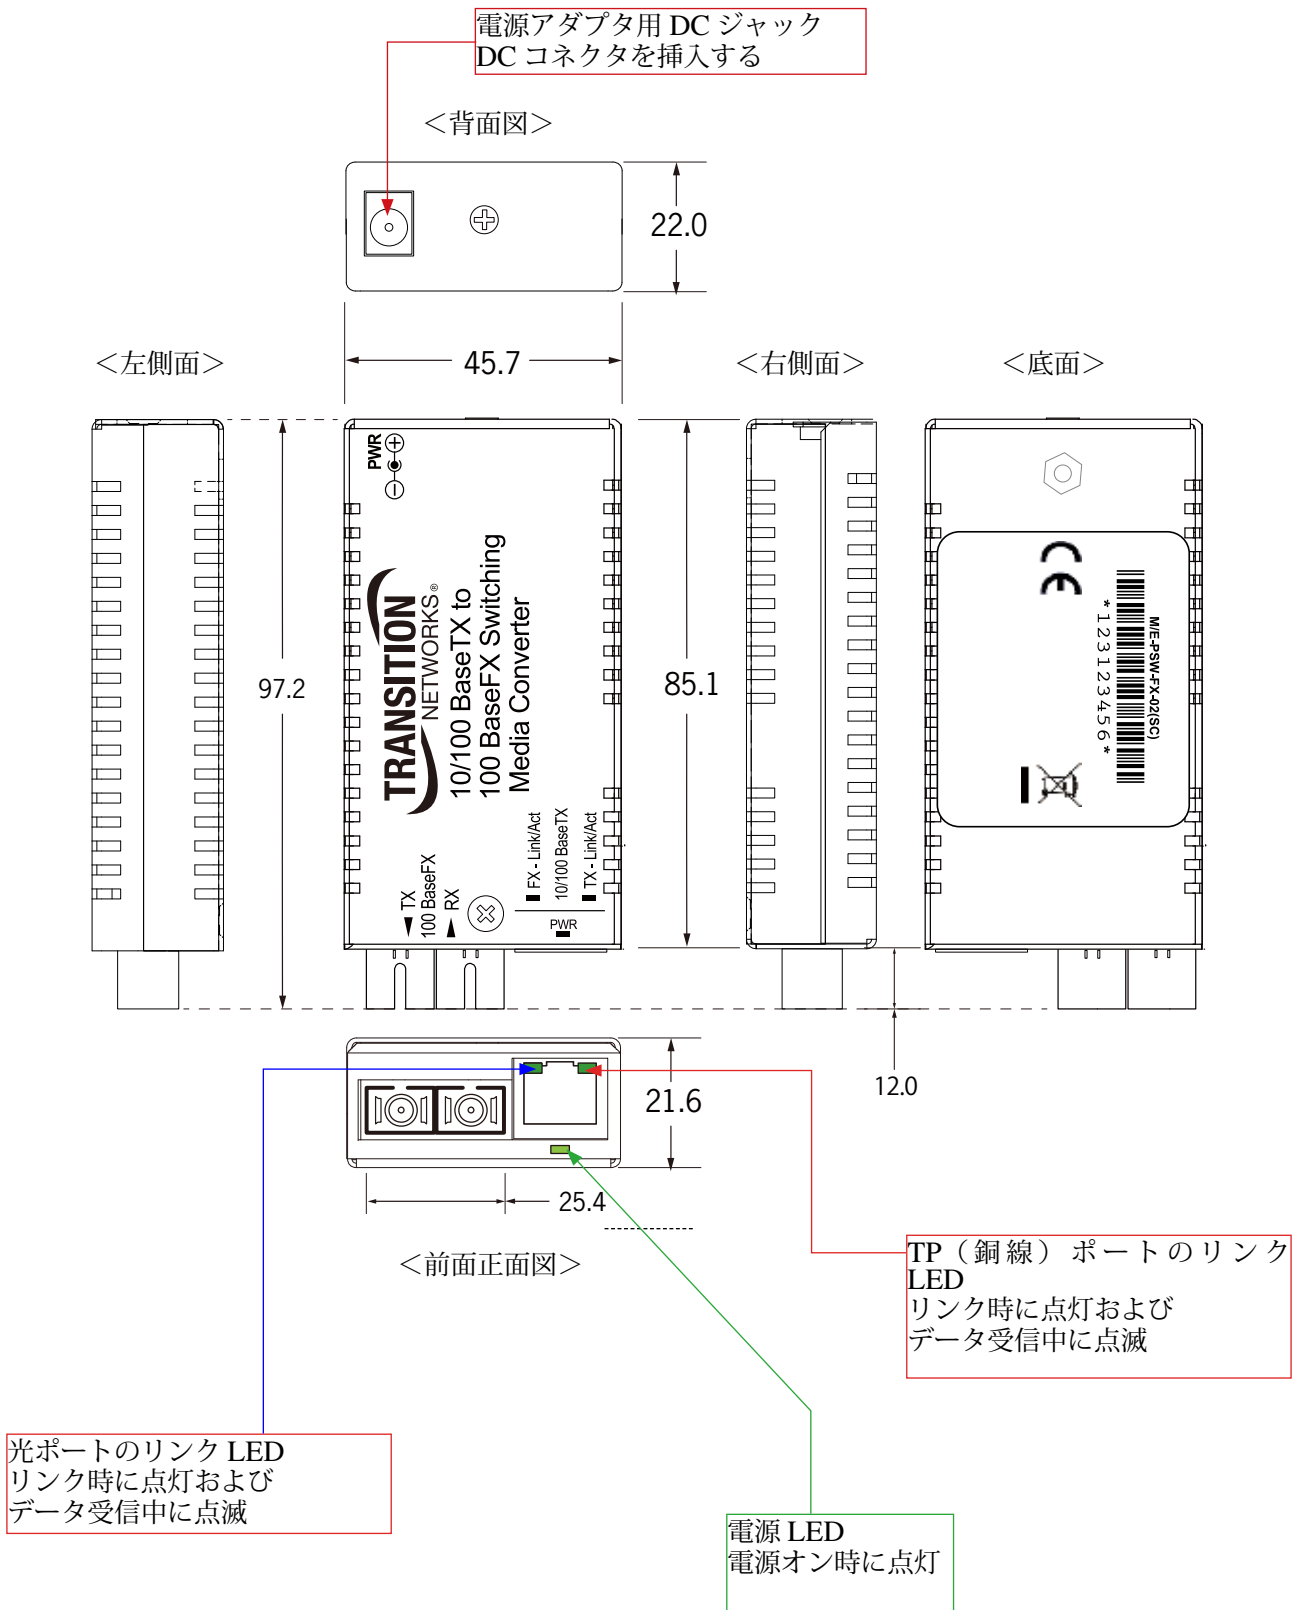 電源アダプタ用 DC ジャック
DC コネクタを挿入する
＜背面図＞
22.0
＜左側面＞
45.7
＜右側面＞
＜底面＞
PWR
TRANSITION
NETWORKS®
10/100 BaseTX to
100 BaseFX Switching
Media Converter
97.2
85.1
M/E-PSW-FX-02(SC)
*123123456*
CE
TX
100 BaseFX
RX
FX - Link/Act
10/100 BaseTX
TX - Link/Act
PWR
12.0
21.6
25.4
＜前面正面図＞
TP（銅線）ポートのリンク
LED
リンク時に点灯および
データ受信中に点滅
光ポートのリンク LED
リンク時に点灯および
データ受信中に点滅
電源 LED
電源オン時に点灯